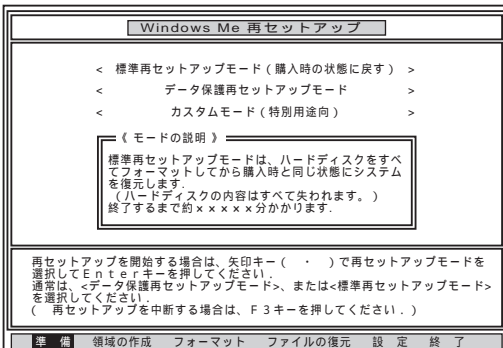 Windows Me 再セットアップ
< 標準再セットアップモード（購入時の状態に戻す） >
< データ保護再セットアップモード >
< カスタムモード（特別用途向） >
《 モードの説明 》
標準再セットアップモードは、ハードディスクをすべ
てフォーマットしてから購入時と同じ状態にシステム
を復元します．
（ハードディスクの内容はすべて失われます。）
終了するまで約×××××分かかります．
再セットアップを開始する場合は、矢印キー（ ・ ）で再セットアップモードを
選択してＥｎｔｅｒキーを押してください．
通常は、<データ保護再セットアップモード>、または<標準再セットアップモード>
を選択してください．
（ 再セットアップを中断する場合は、Ｆ３キーを押してください．）
準 備 領域の作成 フォーマット ファイルの復元 設 定 終 了